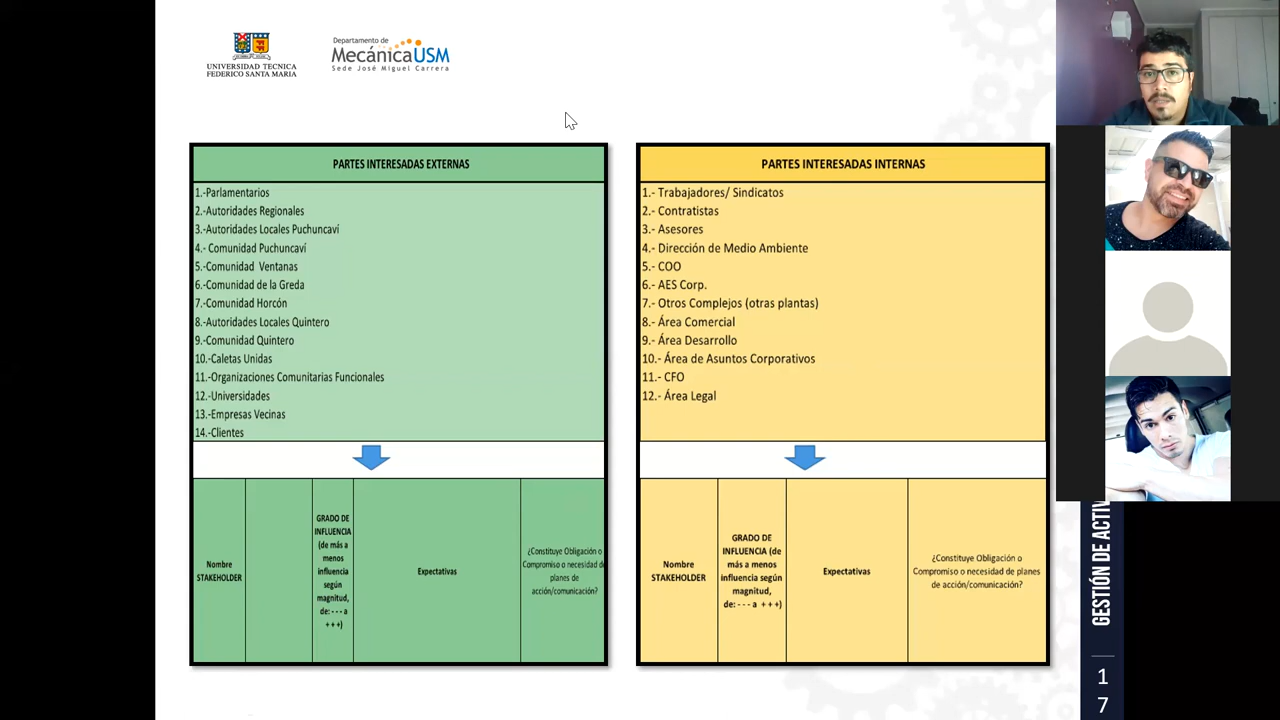 UNIVERSIDAD TECNICA
FEDERICO SANTA MARIA
Departamento de
MecánicaUSM
Sede José Miguel Carrera
PARTES INTERESADAS EXTERNAS
1.-Parlamentarios
2.-Autoridades Regionales
3.-Autoridades Locales Puchuncaví
4.- Comunidad Puchuncaví
5.-Comunidad Ventanas
6.-Comunidad de la Greda
7.-Comunidad Horcón
8.-Autoridades Locales Quintero
9.-Comunidad Quintero
10.-Caletas Unidas
11.-Organizaciones Comunitarias Funcionales
12.-Universidades
13.-Empresas Vecinas
14.-Clientes
Nombre
STAKEHOLDER
GRADO DE
INFLUENCIA
(de más a
menos
influencia
según
magnitud,
de: - - - a
+ + +)
Expectativas
¿Constituye Obligación o
Compromiso o necesidad de
planes de
acción/comunicación?
PARTES INTERESADAS INTERNAS
1.- Trabajadores/ Sindicatos
2.- Contratistas
3.- Asesores
4.- Dirección de Medio Ambiente
5.- COO
6.- AES Corp.
7.- Otros Complejos (otras plantas)
8.- Área Comercial
9.- Área Desarrollo
10.- Área de Asuntos Corporativos
11.- CFO
12.- Área Legal
Nombre
STAKEHOLDER
GRADO DE
INFLUENCIA (de
más a menos
influencia según
magnitud,
de: - - - a + + +)
Expectativas
¿Constituye Obligación o
Compromiso o necesidad de planes
de acción/comunicación?
GESTIÓN DE ACTIV
1
7